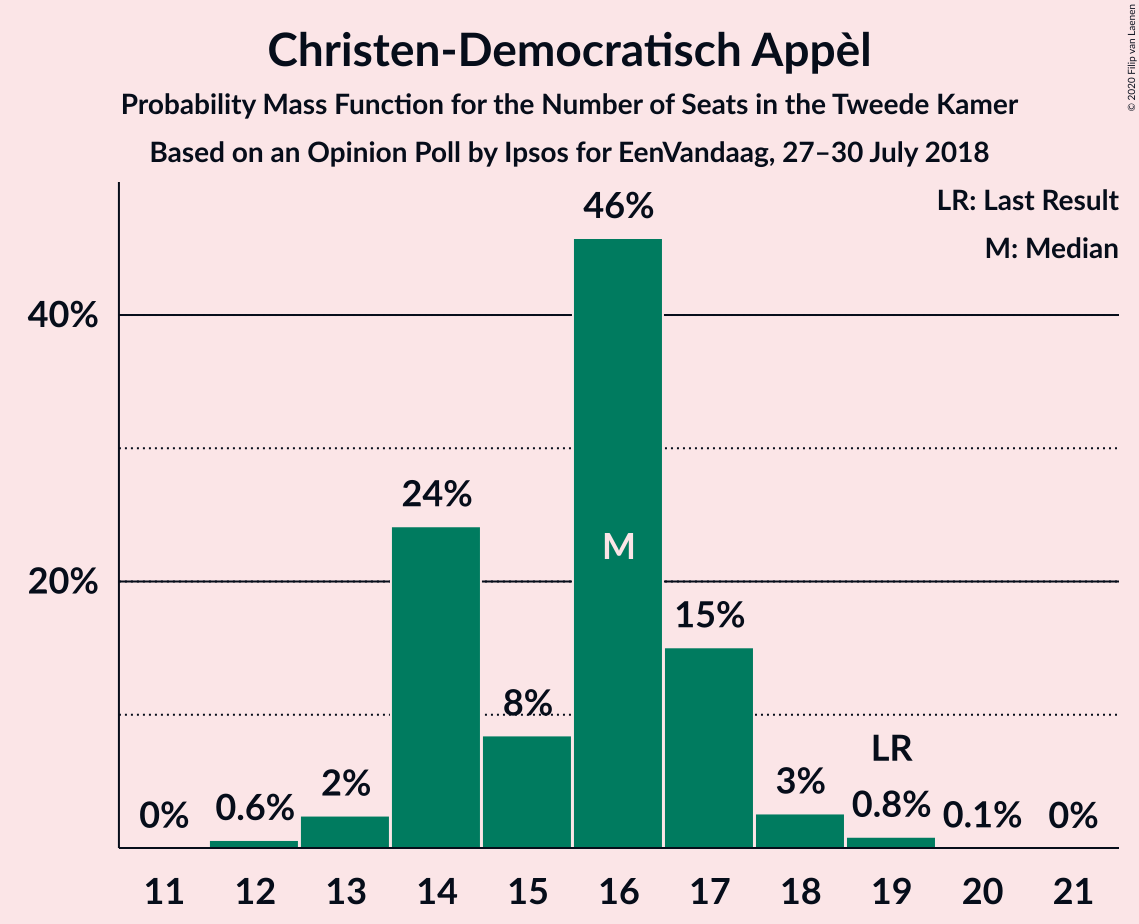 Christen-Democratisch Appèl
Probability Mass Function for the Number of Seats in the Tweede Kamer
Based on an Opinion Poll by Ipsos for EenVandaag, 27–30 July 2018
© 2020 Filip van Laenen
LR: Last Result
M: Median
40%
20%
0%
0.6%
2%
24%
8%
46%
M
15%
3%
LR
0.8%
0.1%
0%
11 12 13 14 15 16 17 18 19 20 21